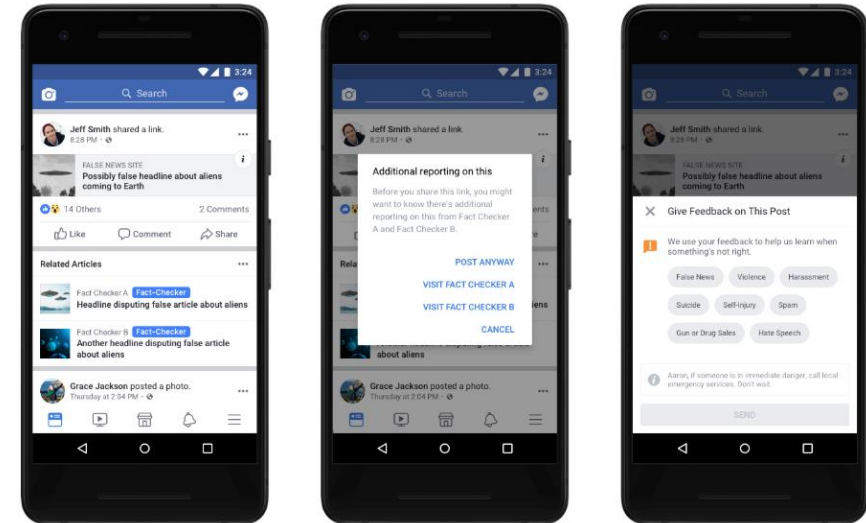 3:24
Search
Jeff Smith shared a link.
8:28 PM ·
FALSE NEWS SITE
Possibly false headline about aliens
coming to Earth
i
14 Others
2 Comments
Like
Comment
Share
Related Articles
Fact Checker A Fact-Checker
Headline disputing false article about aliens
Fact Checker B Fact-Checker
Another headline disputing false article
about aliens
Grace Jackson posted a photo.
Thursday at 2:04 PM ·
3:24
Search
Jeff Smith shared a link.
8:28 PM ·
i
Additional reporting on this
Before you share this link, you might
want to know there's additional
reporting on this from Fact Checker
A and Fact Checker B.
POST ANYWAY
VISIT FACT CHECKER A
VISIT FACT CHECKER B
CANCEL
about aliens
Grace Jackson posted a photo.
Thursday at 2:04 PM ·
3:24
Search
Jeff Smith shared a link.
8:28 PM ·
FALSE NEWS SITE
Possibly false headline about aliens
coming to Earth
i
Give Feedback on This Post
We use your feedback to help us learn when
something's not right.
False News
Violence
Harassment
Suicide
Self-Injury
Spam
Gun or Drug Sales
Hate Speech
Aaron, if someone is in immediate danger, call local
emergency services. Don't wait.
SEND